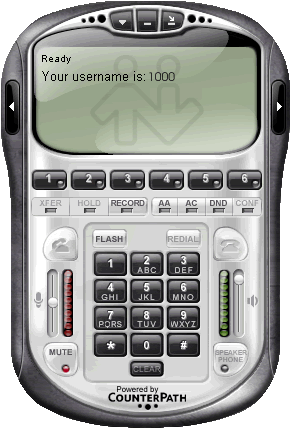 Ready
Your username is: 1000
1 2 3 4 5 6
XFER HOLD RECORD AA AC DND CONF
FLASH REDIAL
1 2 ABC 3 DEF
4 GHI 5 JKL 6 MNO
7 PQRS 8 TUV 9 WXYZ
* 0 #
MUTE CLEAR SPEAKER PHONE
Powered by
COUNTERPATH